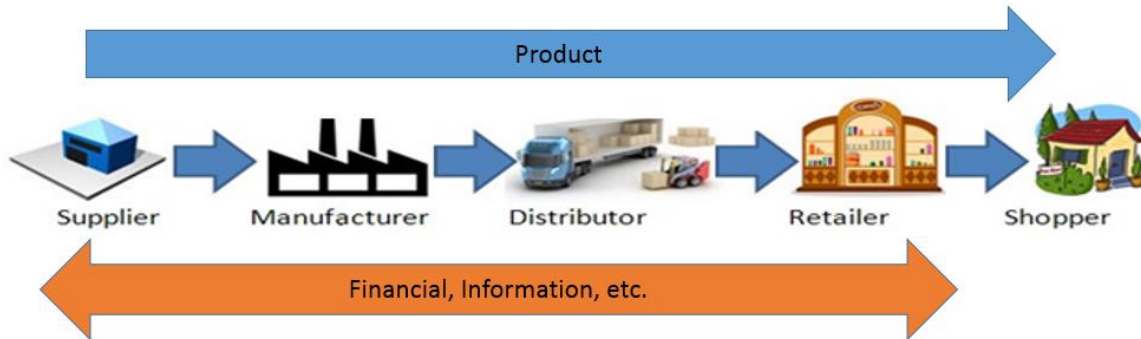 Product
Supplier
Manufacturer
Distributor
Retailer
Shopper
Financial, Information, etc.